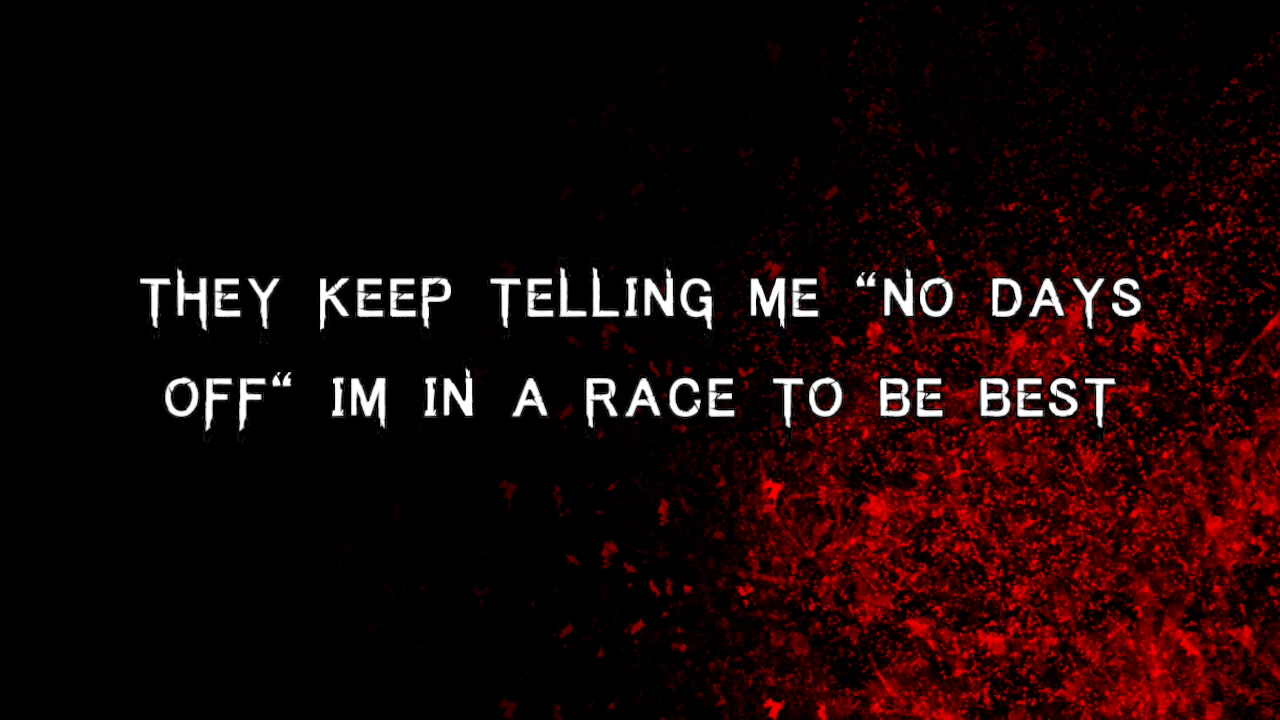 THEY KEEP TELLING ME “NO DAYS
OFF“ IM IN A RACE TO BE BEST